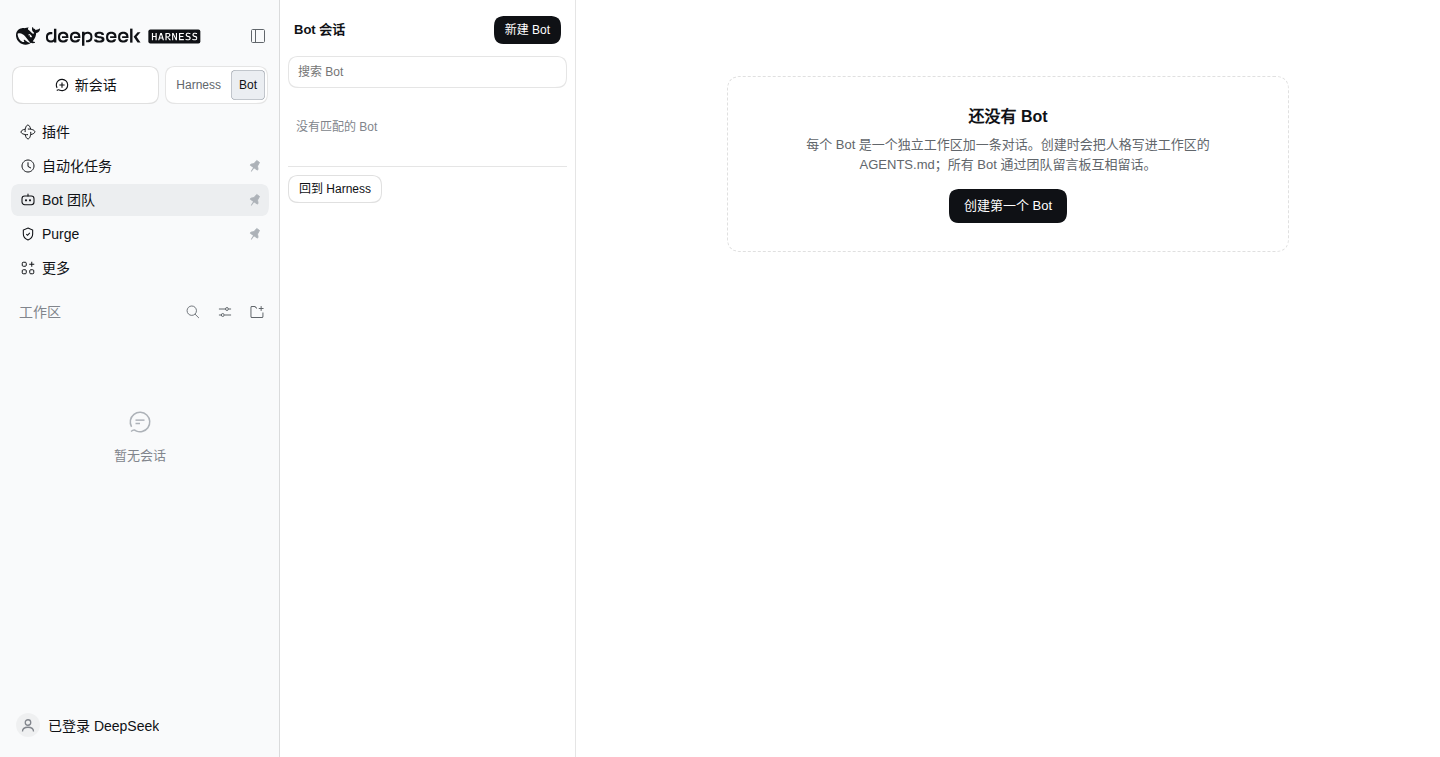 deepseek HARNESS
新会话
Harness
Bot
插件
自动化任务
Bot 团队
Purge
更多
工作区
暂无会话
已登录 DeepSeek
Bot 会话
新建 Bot
搜索 Bot
没有匹配的 Bot
回到 Harness
还没有 Bot
每个 Bot 是一个独立工作区加一条对话。创建时会把人格写进工作区的
AGENTS.md；所有 Bot 通过团队留言板互相留话。
创建第一个 Bot